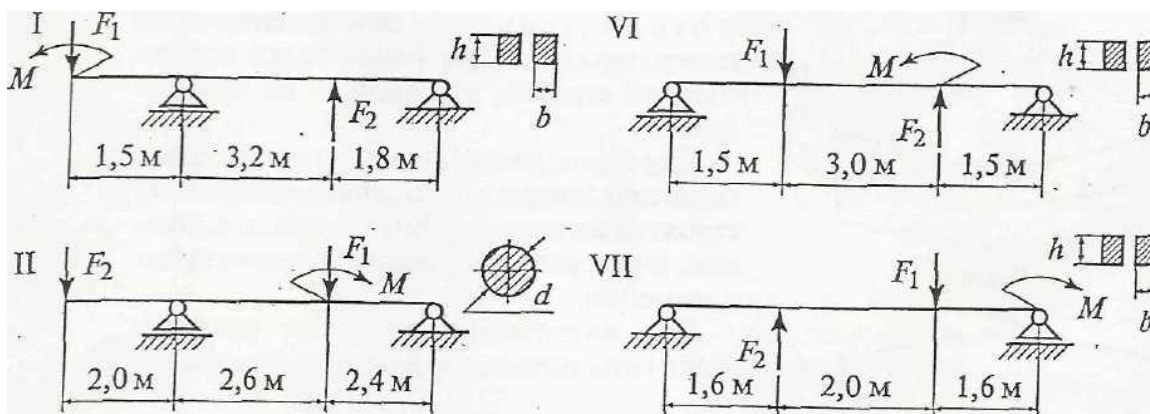 I
F₁
M
h
b
F₂
1,5 м
3,2 м
1,8 м
VI
F₁
M
h
b
F₂
1,5 м
3,0 м
1,5 м
II
F₂
F₁
M
d
2,0 м
2,6 м
2,4 м
VII
F₁
M
h
b
F₂
1,6 м
2,0 м
1,6 м